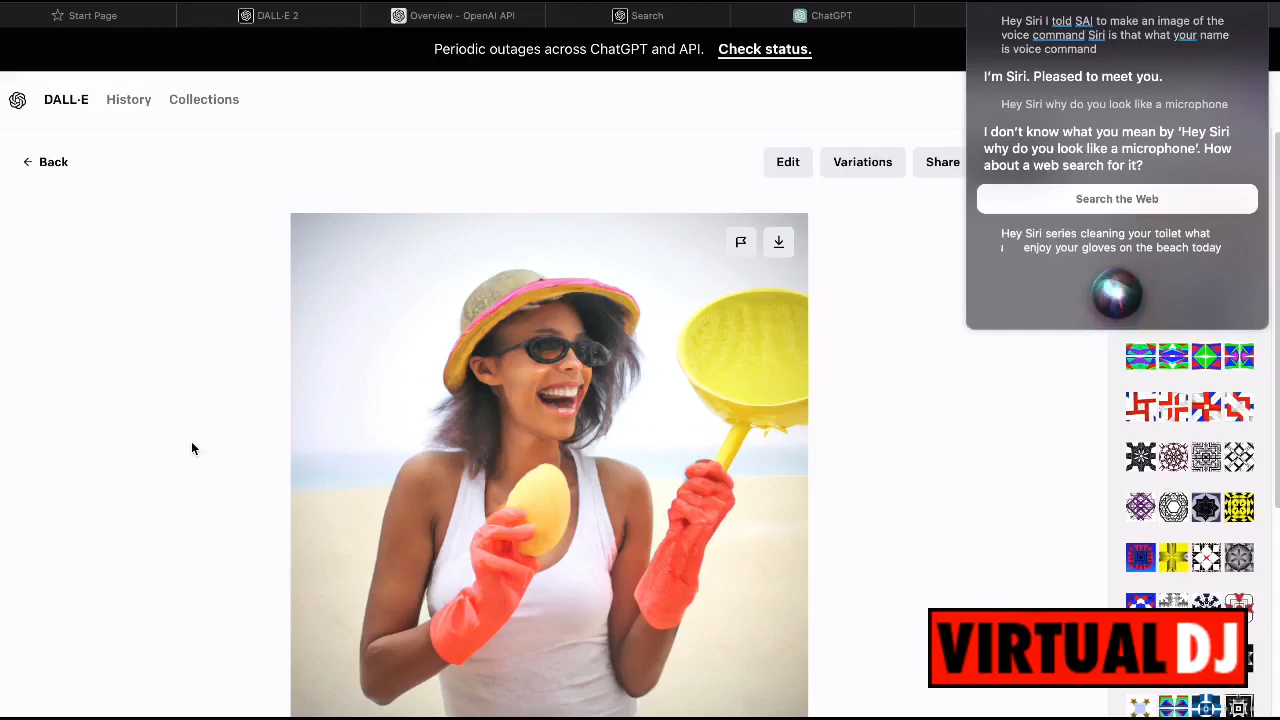 Start Page
DALL·E 2
Overview – OpenAI API
Search
ChatGPT
Periodic outages across ChatGPT and API. Check status.
DALL·E History Collections
Back
Edit
Variations
Share
Hey Siri I told SAI to make an image of the
voice command Siri is that what your name
is voice command
I'm Siri. Pleased to meet you.
Hey Siri why do you look like a microphone
I don't know what you mean by 'Hey Siri
why do you look like a microphone'. How
about a web search for it?
Search the Web
Hey Siri series cleaning your toilet what
enjoy your gloves on the beach today
VIRTUAL DJ